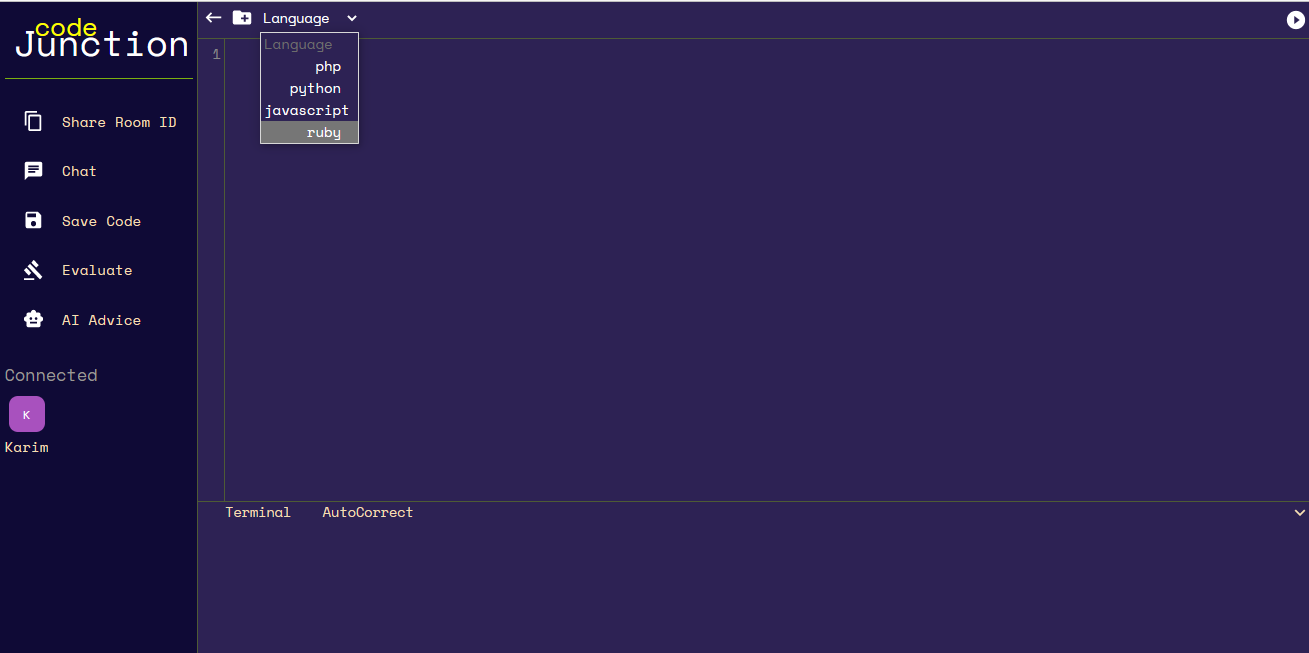 code
Junction
Share Room ID
Chat
Save Code
Evaluate
AI Advice
Connected
K
Karim
Language
Language
php
python
javascript
ruby
1
Terminal AutoCorrect